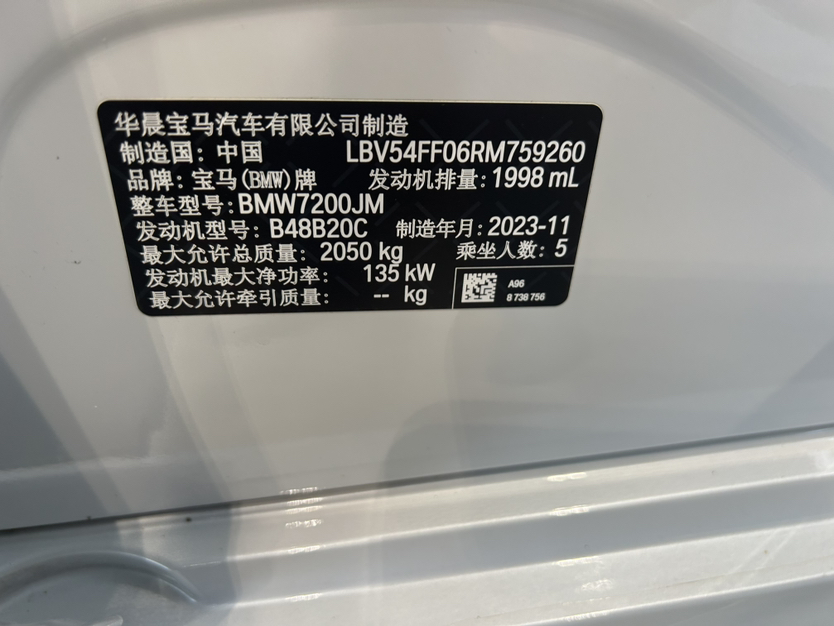 华晨宝马汽车有限公司制造
制造国：中国 LBV54FF06RM759260
品牌：宝马(BMW)牌 发动机排量：1998 mL
整车型号：BMW7200JM
发动机型号：B48B20C 制造年月：2023-11
最大允许总质量：2050 kg 乘坐人数：5
发动机最大净功率：135 kW
最大允许牵引质量：-- kg
A96
8 738 756